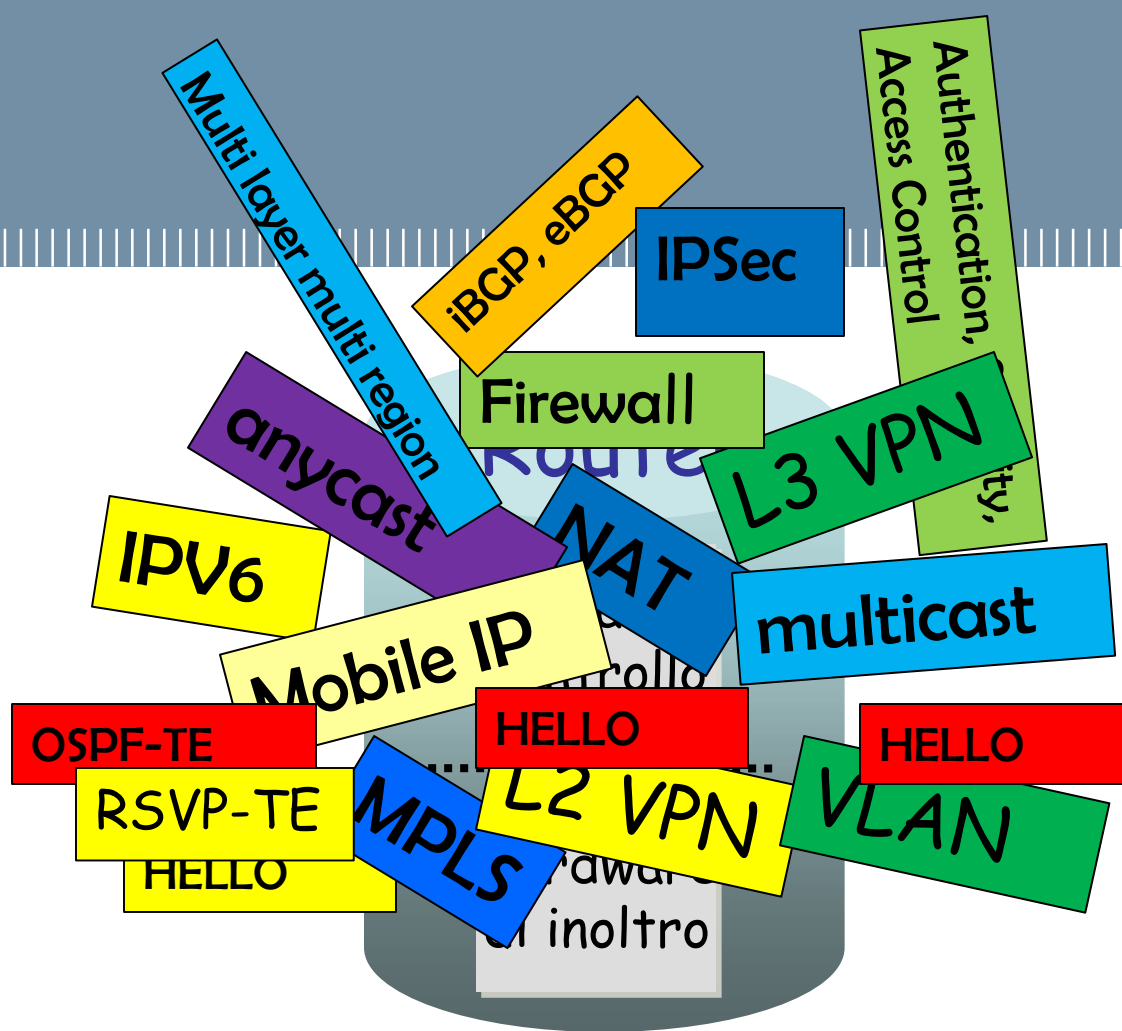 Multi layer multi region
iBGP, eBGP
IPSec
Authentication,
Access Control
Firewall
L3 VPN
anycast
NAT
IPV6
multicast
Mobile IP
HELLO
OSPF-TE
HELLO
RSVP-TE
MPLS
L2 VPN
VLAN
HELLO
di inoltro